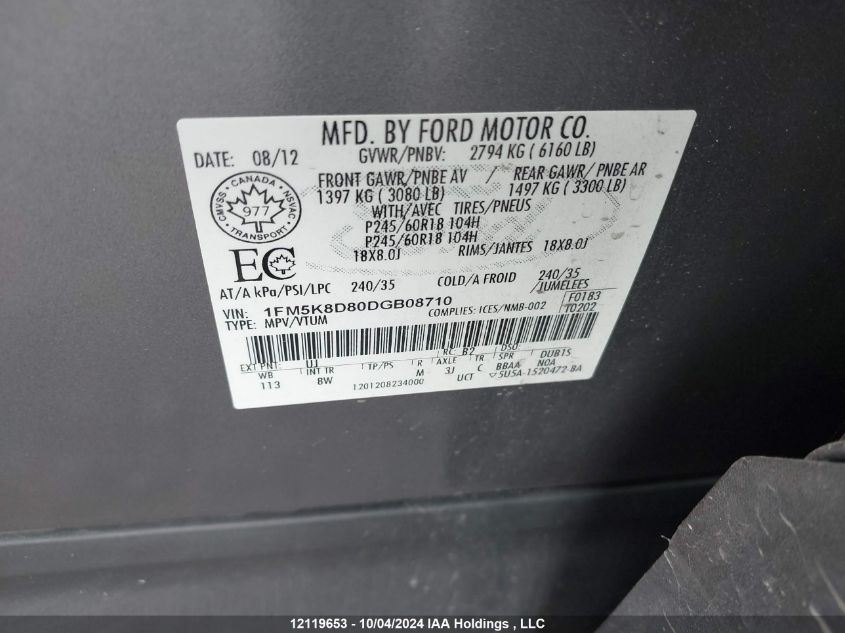 MFD. BY FORD MOTOR CO.
DATE: 08/12 GVWR/PNBV: 2794 KG ( 6160 LB)
FRONT GAWR/PNBE AV / REAR GAWR/ PNBE AR
1397 KG ( 3080 LB) 1497 KG ( 3300 LB)
WITH/AVEC TIRES/PNEUS
P245/60R18 104H
P245/60R18 104H
18X8.0J RIMS/JANTES 18X8.0J
CMVSS - CANADA - NSVAC
977
TRANSPORT
EC
AT/A kPa/PSI/LPC 240/35 COLD/A FROID 240/35
/JUMELEES
VIN: 1FM5K8D80DGB08710 F0183
TYPE: MPV/VTUM COMPLIES: ICES/NMB-002 T0202
EXT PNT: UJ RC: B2 DSO:
WB INT TR TP/PS R AXLE TR SPR DUB1S
113 8W M 3J C BBAA N0A
1201208234000 UCT 5U5A-1520472-BA
12119653 - 10/04/2024 IAA Holdings , LLC